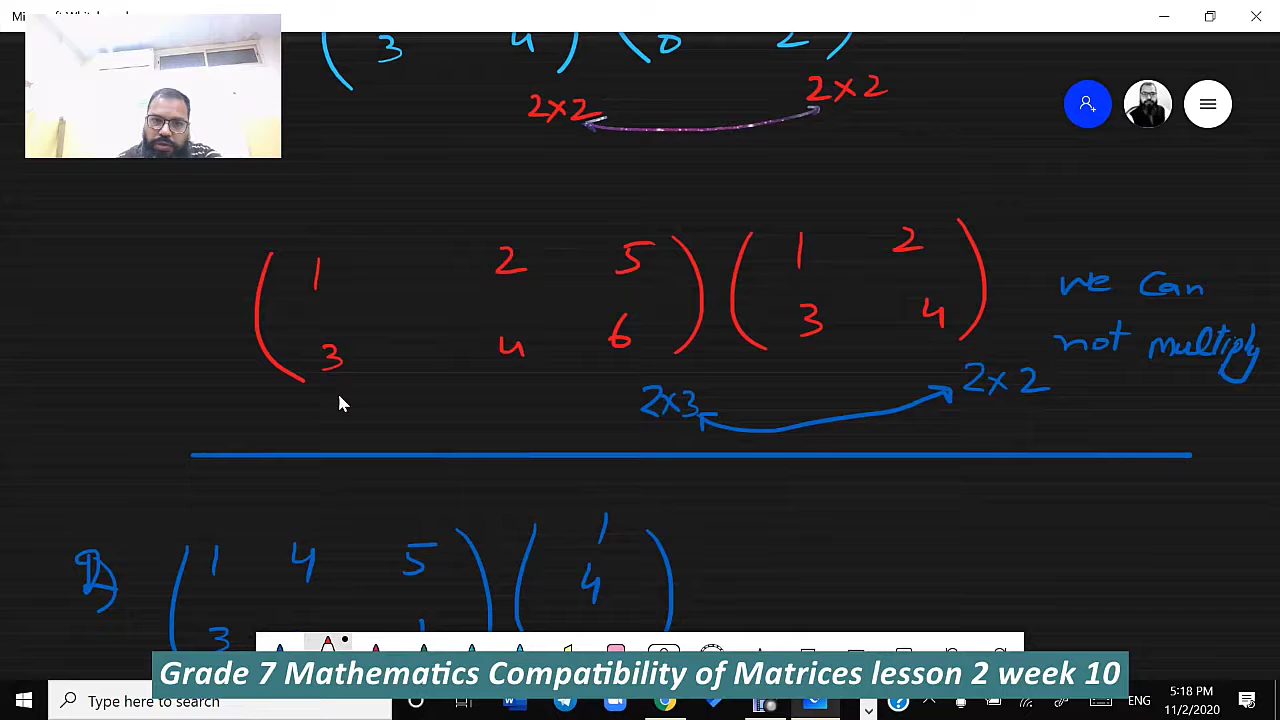 3 4 0 2
2x2 2x2
1 2 5 1 2
3 4 6 3 4
we can
not multiply
2x3 2x2
1 4 5 1
4
3 1
Grade 7 Mathematics Compatibility of Matrices lesson 2 week 10
Type here to search
ENG
5:18 PM
11/2/2020